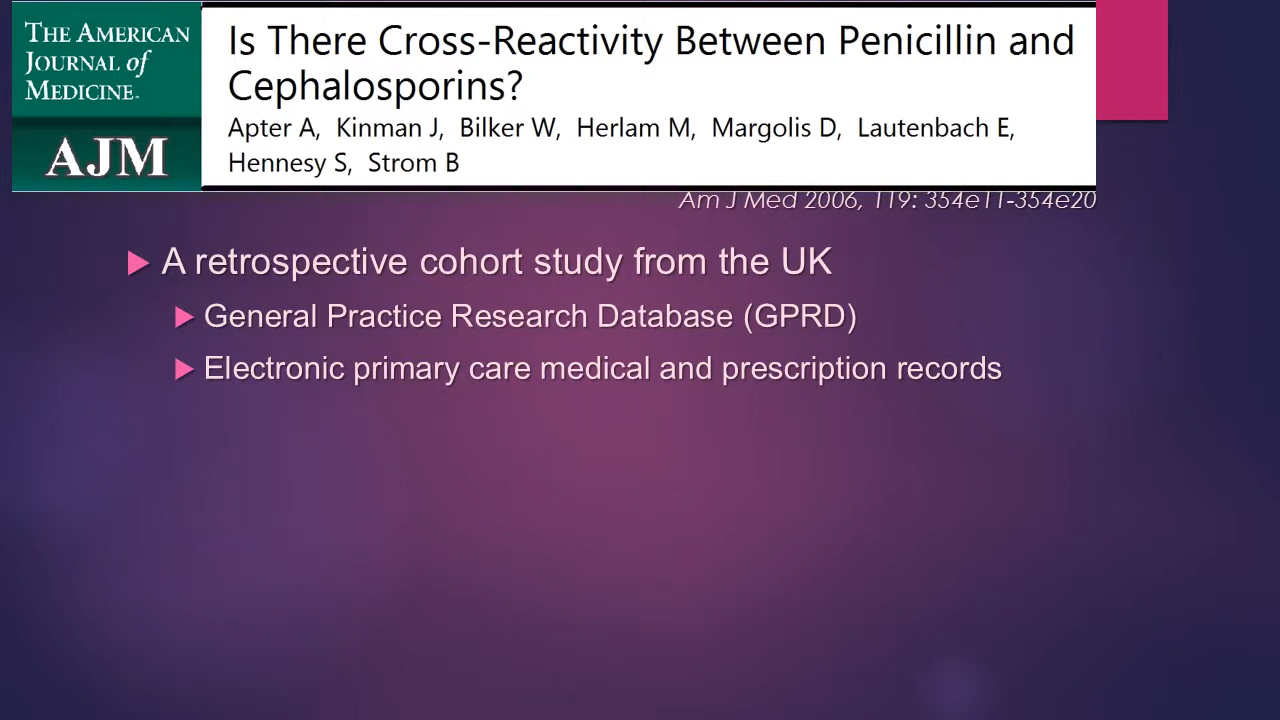 THE AMERICAN
JOURNAL of
MEDICINE.
AJM
Is There Cross-Reactivity Between Penicillin and
Cephalosporins?
Apter A, Kinman J, Bilker W, Herlam M, Margolis D, Lautenbach E,
Hennesy S, Strom B
Am J Med 2006, 119: 354e11-354e20
A retrospective cohort study from the UK
General Practice Research Database (GPRD)
Electronic primary care medical and prescription records